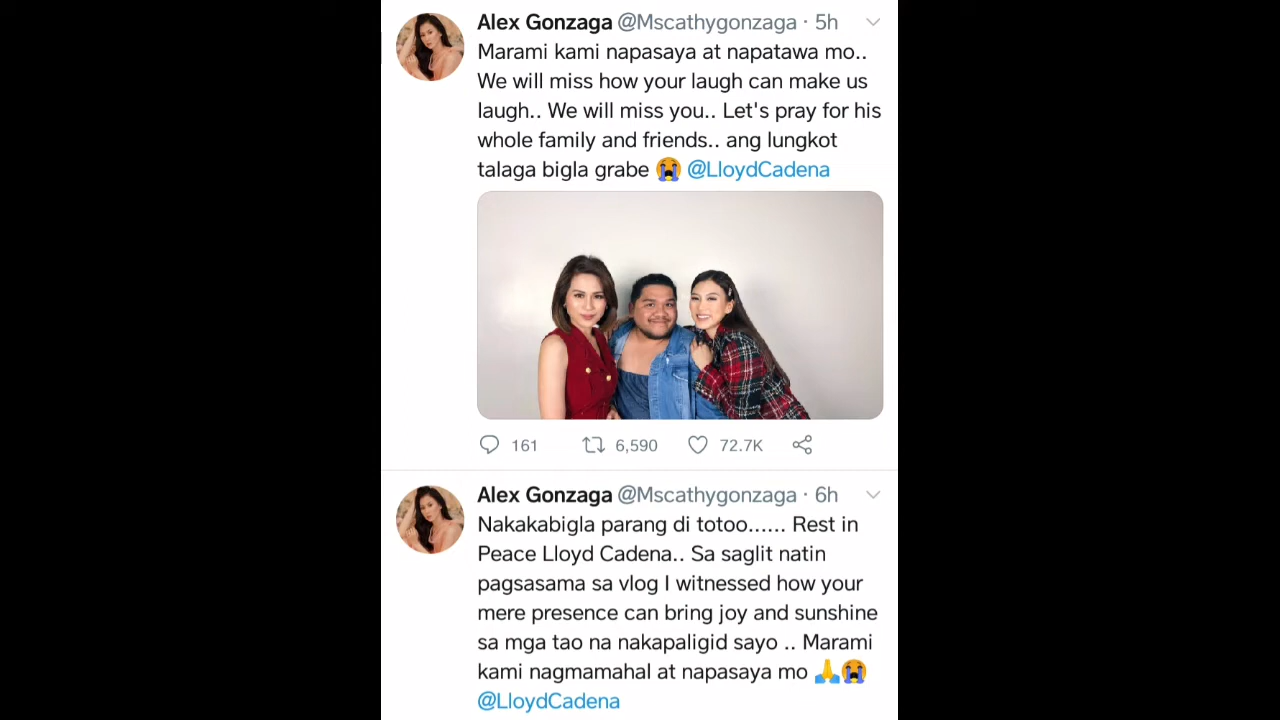 Alex Gonzaga @Mscathygonzaga · 5h
Marami kami napasaya at napatawa mo..
We will miss how your laugh can make us
laugh.. We will miss you.. Let's pray for his
whole family and friends.. ang lungkot
talaga bigla grabe 😭 @LloydCadena
161 6,590 72.7K
Alex Gonzaga @Mscathygonzaga · 6h
Nakakabigla parang di totoo...... Rest in
Peace Lloyd Cadena.. Sa saglit natin
pagsasama sa vlog I witnessed how your
mere presence can bring joy and sunshine
sa mga tao na nakapaligid sayo .. Marami
kami nagmamahal at napasaya mo 🙏😭
@LloydCadena